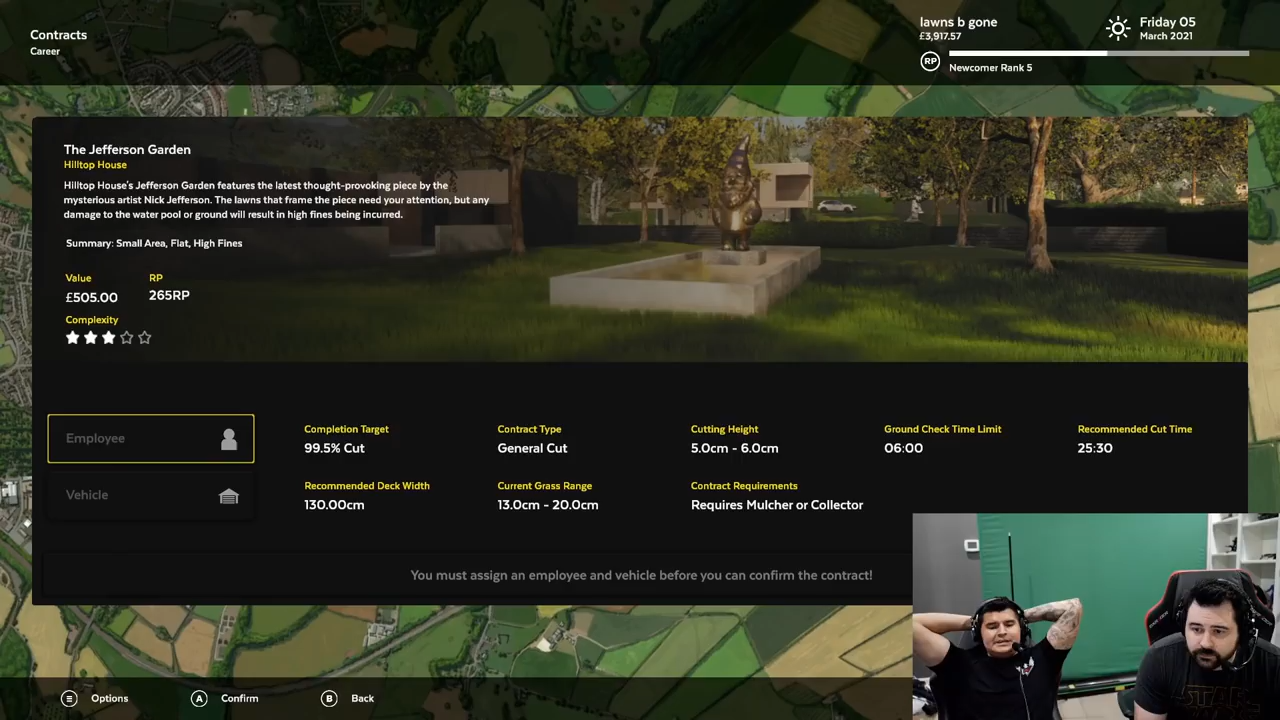 Contracts
Career
lawns b gone
£3,917.57
Friday 05
March 2021
RP
Newcomer Rank 5
The Jefferson Garden
Hilltop House
Hilltop House's Jefferson Garden features the latest thought-provoking piece by the
mysterious artist Nick Jefferson. The lawns that frame the piece need your attention, but any
damage to the water pool or ground will result in high fines being incurred.
Summary: Small Area, Flat, High Fines
Value RP
£505.00 265RP
Complexity
Employee
Vehicle
Completion Target Contract Type Cutting Height Ground Check Time Limit Recommended Cut Time
99.5% Cut General Cut 5.0cm - 6.0cm 06:00 25:30
Recommended Deck Width Current Grass Range Contract Requirements
130.00cm 13.0cm - 20.0cm Requires Mulcher or Collector
You must assign an employee and vehicle before you can confirm the contract!
Options A Confirm B Back
STAR